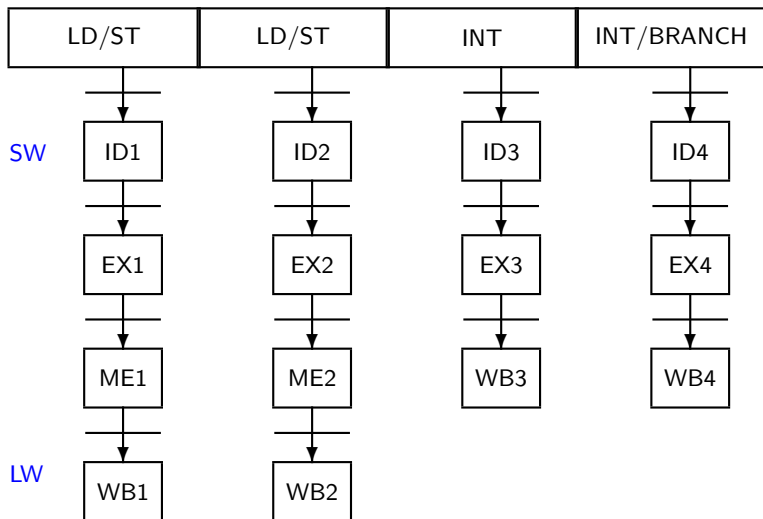 LD/ST LD/ST INT INT/BRANCH
SW ID1 ID2 ID3 ID4
EX1 EX2 EX3 EX4
ME1 ME2 WB3 WB4
LW WB1 WB2